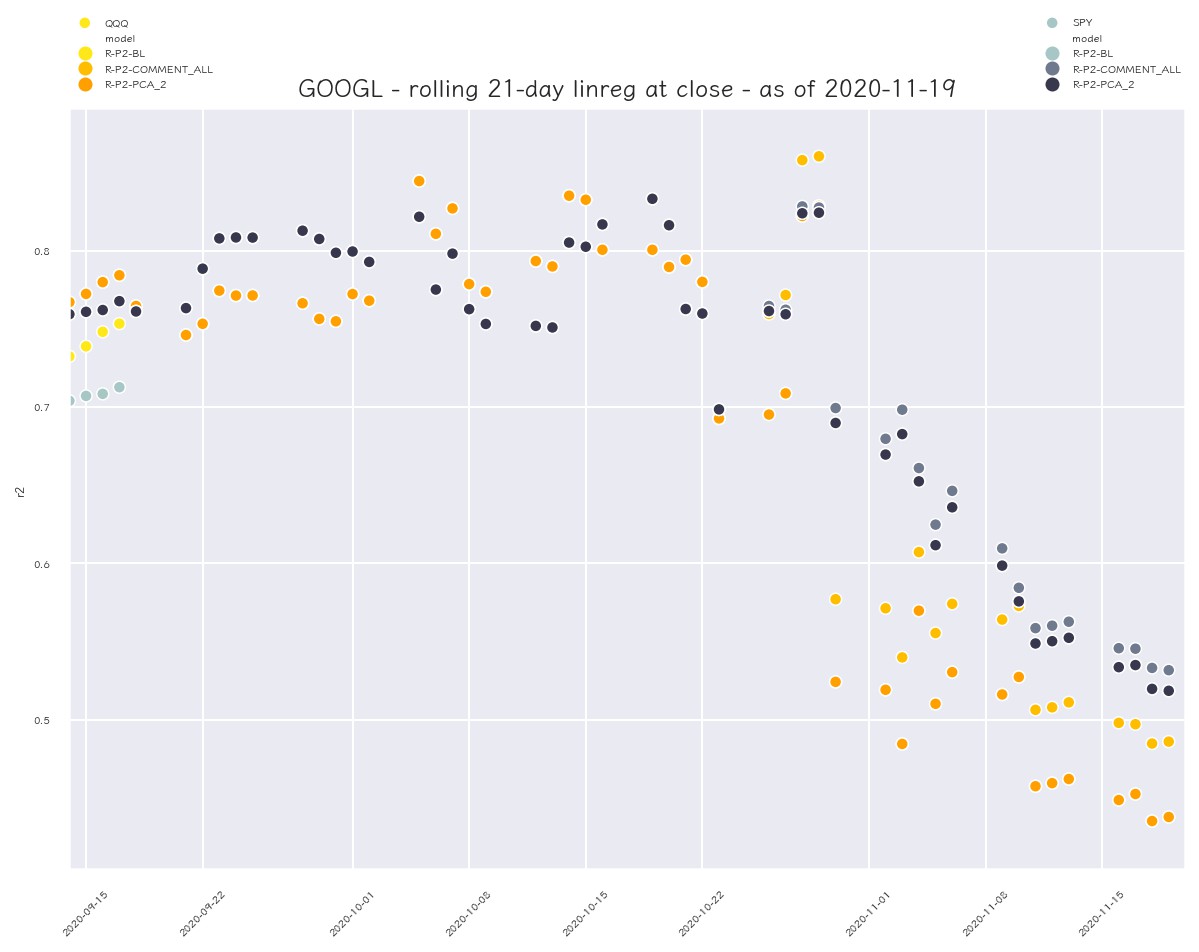 QQQ
model
R-P2-BL
R-P2-COMMENT_ALL
R-P2-PCA_2
SPY
model
R-P2-BL
R-P2-COMMENT_ALL
R-P2-PCA_2
GOOGL - rolling 21-day linreg at close - as of 2020-11-19
0.8
0.7
0.6
0.5
r2
2020-09-15
2020-09-22
2020-10-01
2020-10-08
2020-10-15
2020-10-22
2020-11-01
2020-11-08
2020-11-15